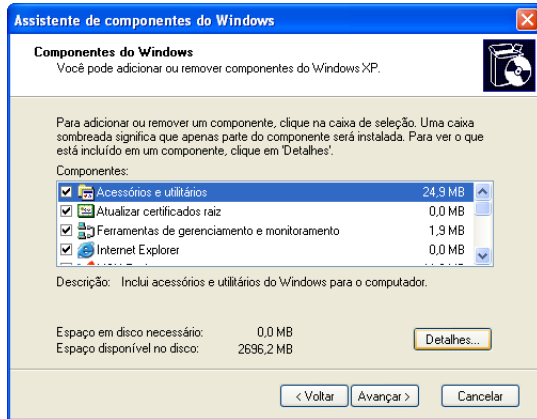 Assistente de componentes do Windows
Componentes do Windows
Você pode adicionar ou remover componentes do Windows XP.
Para adicionar ou remover um componente, clique na caixa de seleção. Uma caixa
sombreada significa que apenas parte do componente será instalada. Para ver o que
está incluído em um componente, clique em 'Detalhes'.
Componentes:
Acessórios e utilitários 24,9 MB
Atualizar certificados raiz 0,0 MB
Ferramentas de gerenciamento e monitoramento 1,9 MB
Internet Explorer 0,0 MB
Descrição: Inclui acessórios e utilitários do Windows para o computador.
Espaço em disco necessário: 0,0 MB
Espaço disponível no disco: 2696,2 MB
Detalhes...
< Voltar Avançar > Cancelar